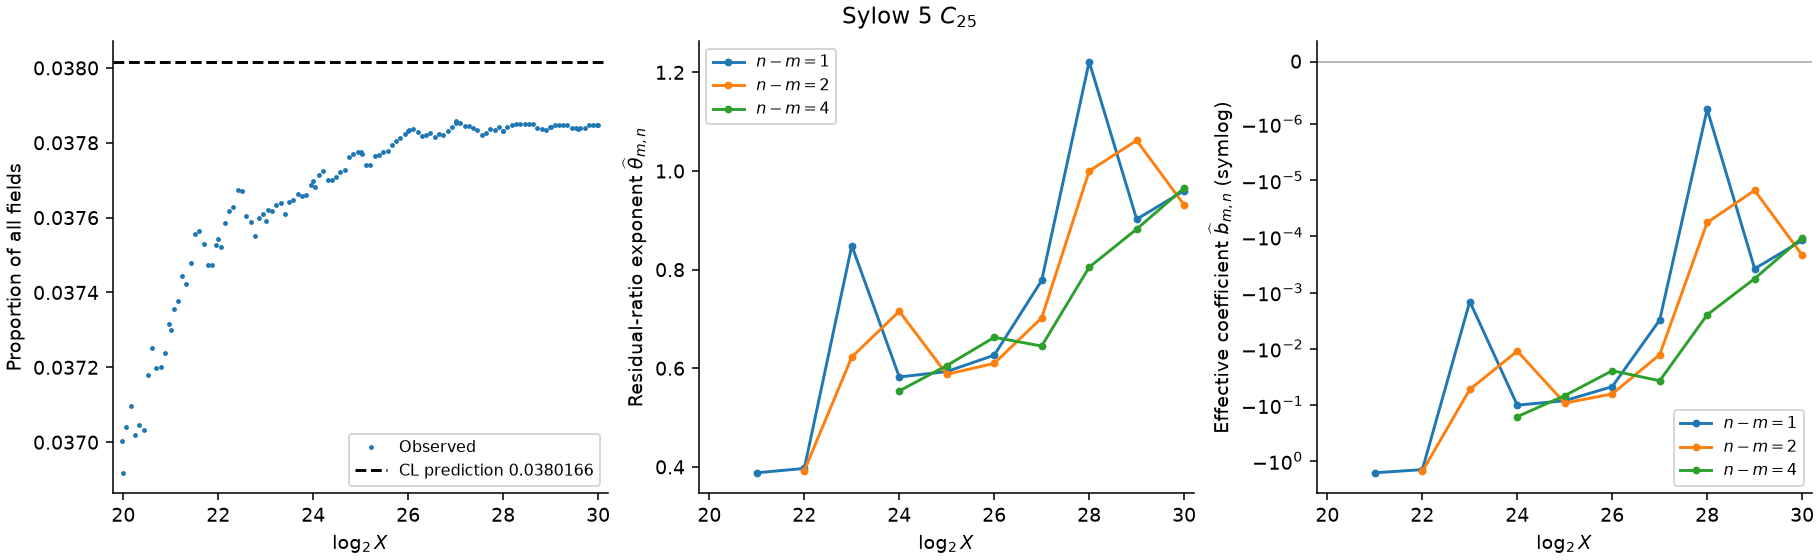 Sylow 5 C₂₅
Proportion of all fields
0.0380
0.0378
0.0376
0.0374
0.0372
0.0370
20 22 24 26 28 30
log₂ X
Observed
CL prediction 0.0380166
Residual-ratio exponent θ̂ₘ,ₙ
1.2
1.0
0.8
0.6
0.4
20 22 24 26 28 30
log₂ X
n − m = 1
n − m = 2
n − m = 4
Effective coefficient b̂ₘ,ₙ (symlog)
0
−10⁻⁶
−10⁻⁵
−10⁻⁴
−10⁻³
−10⁻²
−10⁻¹
−10⁰
20 22 24 26 28 30
log₂ X
n − m = 1
n − m = 2
n − m = 4